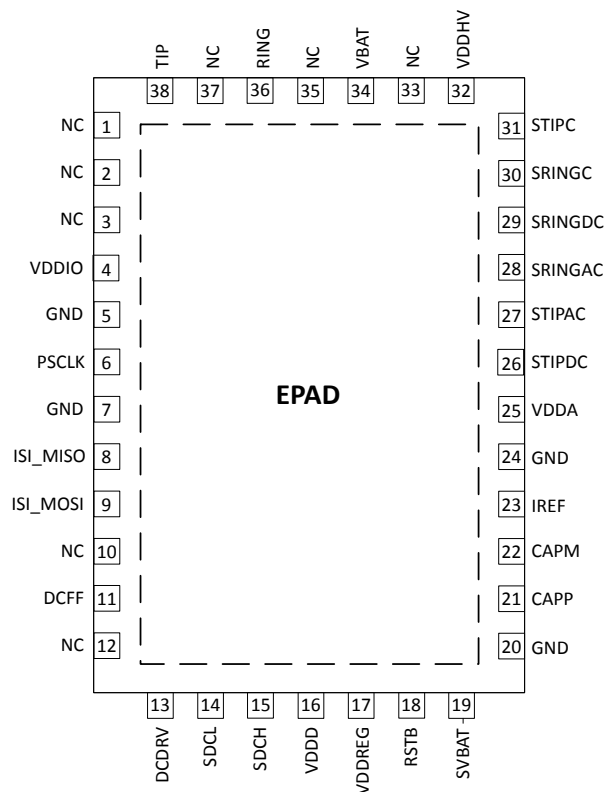 TIP NC RING NC VBAT NC VDDHV
38 37 36 35 34 33 32
NC 1
NC 2
NC 3
VDDIO 4
GND 5
PSCLK 6
GND 7
ISI_MISO 8
ISI_MOSI 9
NC 10
DCFF 11
NC 12
EPAD
31 STIPC
30 SRINGC
29 SRINGDC
28 SRINGAC
27 STIPAC
26 STIPDC
25 VDDA
24 GND
23 IREF
22 CAPM
21 CAPP
20 GND
13 14 15 16 17 18 19
DCDRV SDCL SDCH VDDD VDDREG RSTB SVBAT